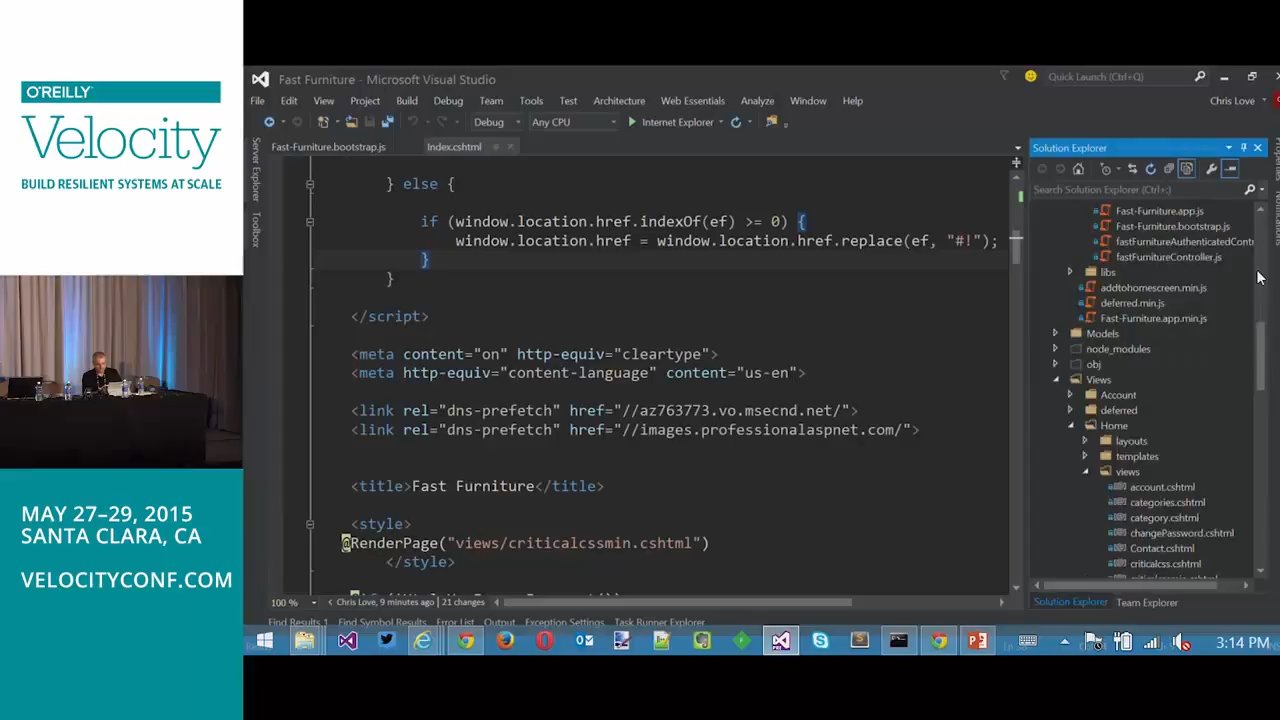 O'REILLY
Velocity
BUILD RESILIENT SYSTEMS AT SCALE
MAY 27–29, 2015
SANTA CLARA, CA
VELOCITYCONF.COM
Fast Furniture - Microsoft Visual Studio
Quick Launch (Ctrl+Q)
File Edit View Project Build Debug Team Tools Test Architecture Web Essentials Analyze Window Help
Chris Love
Debug Any CPU Internet Explorer
Server Explorer
Toolbox
Fast-Furniture.bootstrap.js Index.cshtml
} else {
if (window.location.href.indexOf(ef) >= 0) {
window.location.href = window.location.href.replace(ef, "#!");
}
}
</script>
<meta content="on" http-equiv="cleartype">
<meta http-equiv="content-language" content="us-en">
<link rel="dns-prefetch" href="//az763773.vo.msecnd.net/">
<link rel="dns-prefetch" href="//images.professionalaspnet.com/">
<title>Fast Furniture</title>
<style>
@RenderPage("views/criticalcssmin.cshtml")
</style>
100 % Chris Love, 9 minutes ago | 21 changes
Find Results 1 Find Symbol Results Error List Output Exception Settings Task Runner Explorer
Solution Explorer
Search Solution Explorer (Ctrl+;)
Fast-Furniture.app.js
Fast-Furniture.bootstrap.js
fastFurnitureAuthenticatedContr
fastFurnitureController.js
libs
addtohomescreen.min.js
deferred.min.js
Fast-Furniture.app.min.js
Models
node_modules
obj
Views
Account
deferred
Home
layouts
templates
views
account.cshtml
categories.cshtml
category.cshtml
changePassword.cshtml
Contact.cshtml
criticalcss.cshtml
Solution Explorer Team Explorer
3:14 PM